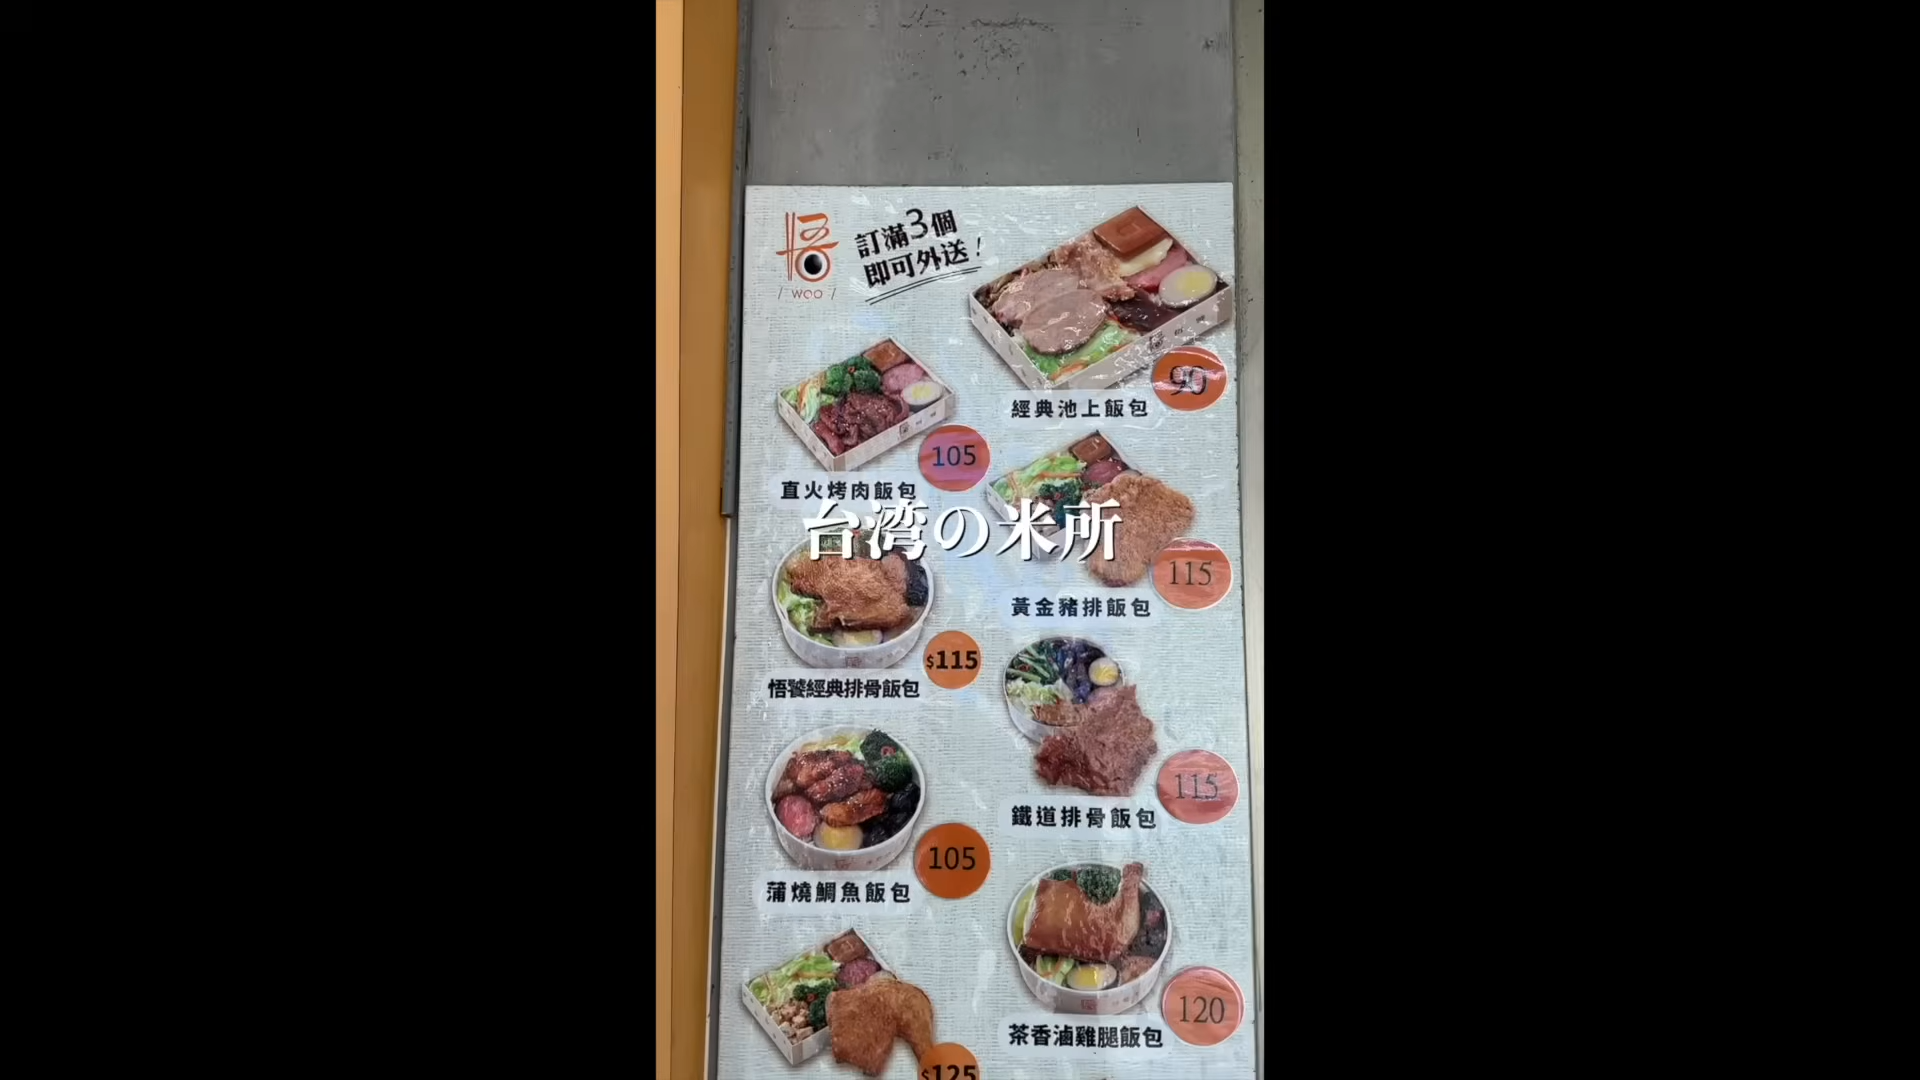 悟
/ woo /
訂滿3個
即可外送！
90
經典池上飯包
105
直火烤肉飯包
台湾の米所
115
黃金豬排飯包
$115
悟饕經典排骨飯包
115
鐵道排骨飯包
105
蒲燒鯛魚飯包
120
茶香滷雞腿飯包
$125